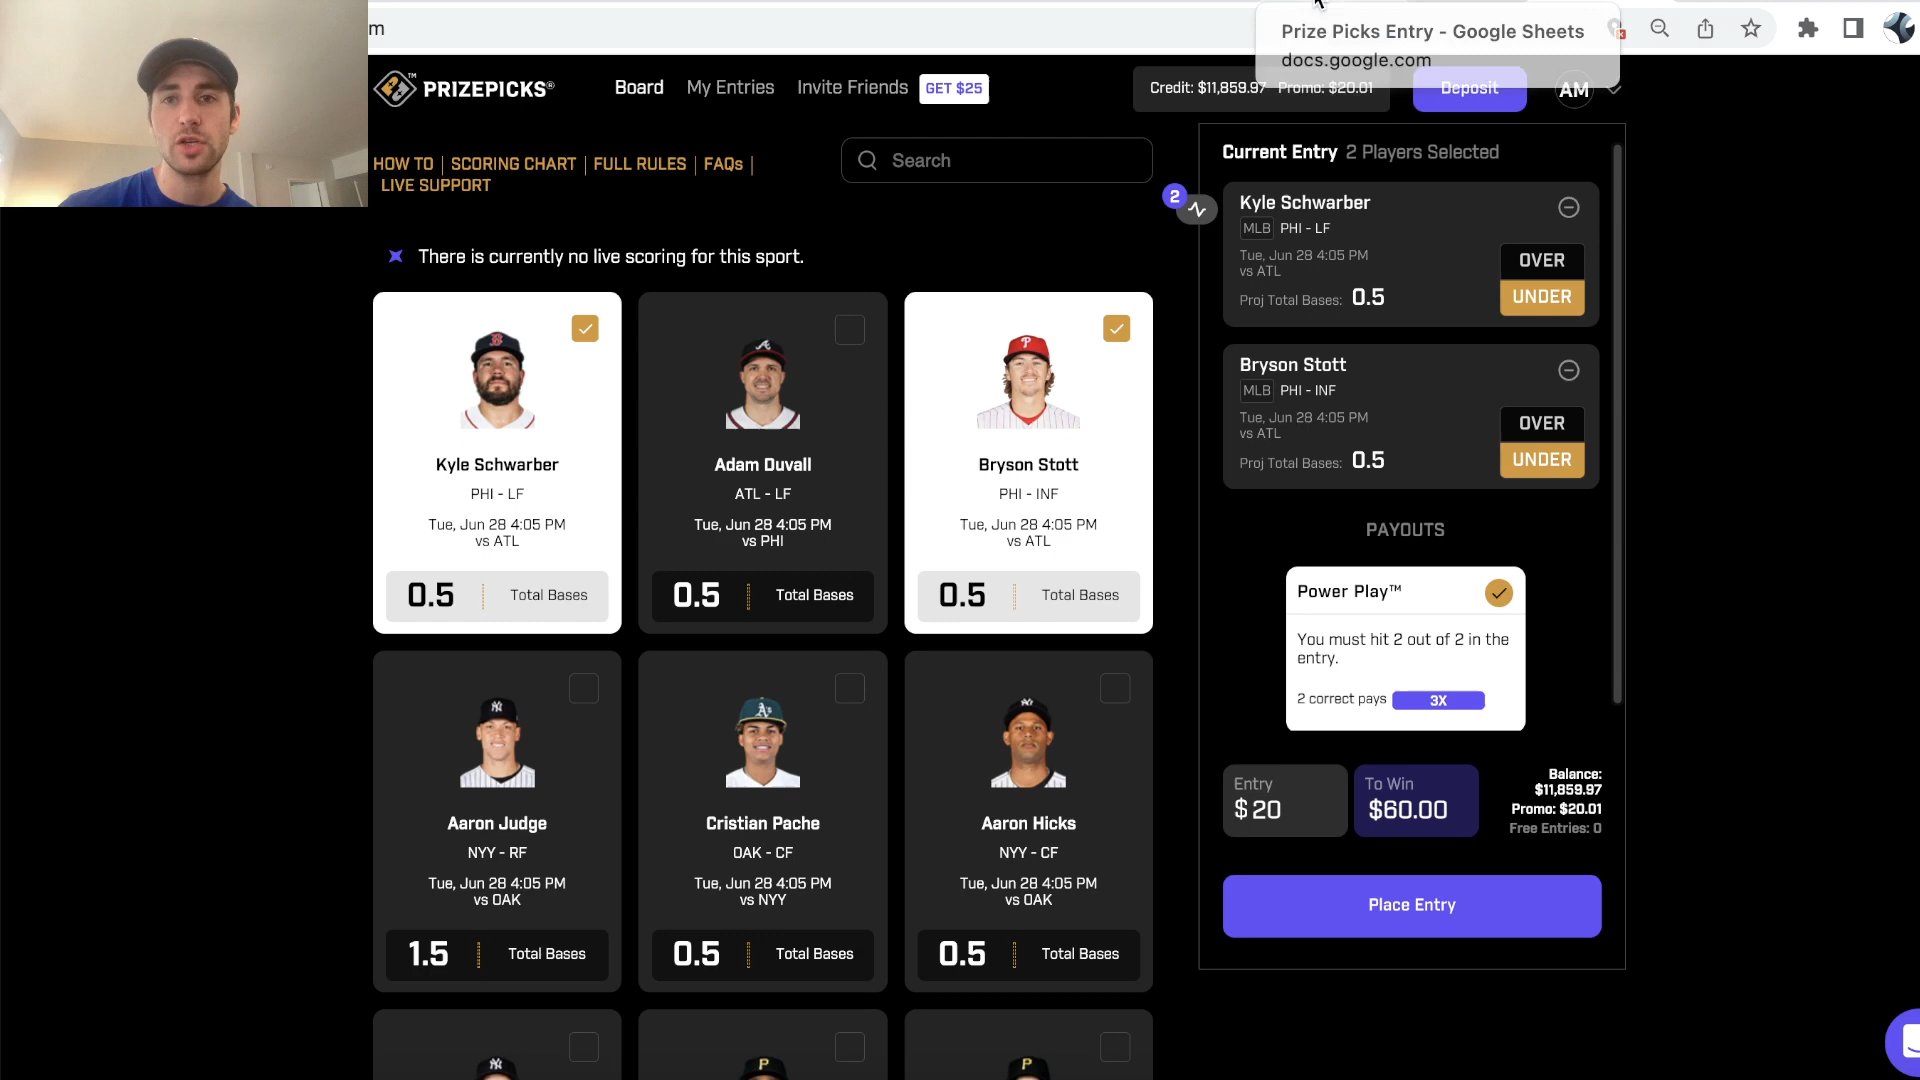 m
Prize Picks Entry - Google Sheets
docs.google.com
PRIZEPICKS®
Board
My Entries
Invite Friends
GET $25
Credit: $11,859.97 Promo: $20.01
Deposit
AM
HOW TO | SCORING CHART | FULL RULES | FAQs |
LIVE SUPPORT
Search
There is currently no live scoring for this sport.
Kyle Schwarber
PHI - LF
Tue, Jun 28 4:05 PM
vs ATL
0.5 Total Bases
Adam Duvall
ATL - LF
Tue, Jun 28 4:05 PM
vs PHI
0.5 Total Bases
Bryson Stott
PHI - INF
Tue, Jun 28 4:05 PM
vs ATL
0.5 Total Bases
Aaron Judge
NYY - RF
Tue, Jun 28 4:05 PM
vs OAK
1.5 Total Bases
Cristian Pache
OAK - CF
Tue, Jun 28 4:05 PM
vs NYY
0.5 Total Bases
Aaron Hicks
NYY - CF
Tue, Jun 28 4:05 PM
vs OAK
0.5 Total Bases
2
Current Entry 2 Players Selected
Kyle Schwarber
MLB PHI - LF
Tue, Jun 28 4:05 PM
vs ATL
Proj Total Bases: 0.5
OVER
UNDER
Bryson Stott
MLB PHI - INF
Tue, Jun 28 4:05 PM
vs ATL
Proj Total Bases: 0.5
OVER
UNDER
PAYOUTS
Power Play™
You must hit 2 out of 2 in the
entry.
2 correct pays 3X
Entry
$ 20
To Win
$60.00
Balance:
$11,859.97
Promo: $20.01
Free Entries: 0
Place Entry